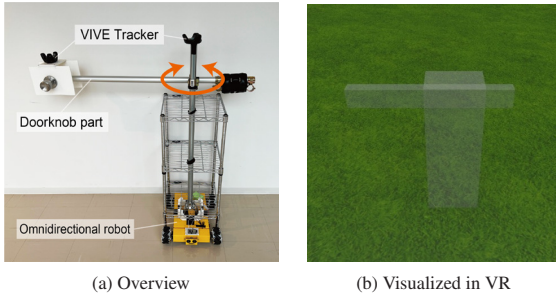 VIVE Tracker
Doorknob part
Omnidirectional robot
(a) Overview
(b) Visualized in VR